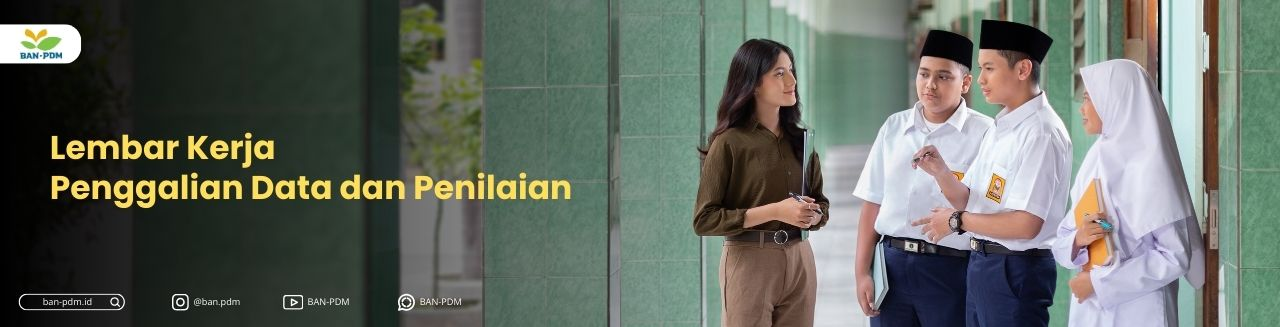 BAN-PDM
Lembar Kerja
Penggalian Data dan Penilaian
ban-pdm.id
@ban.pdm
BAN-PDM
BAN-PDM